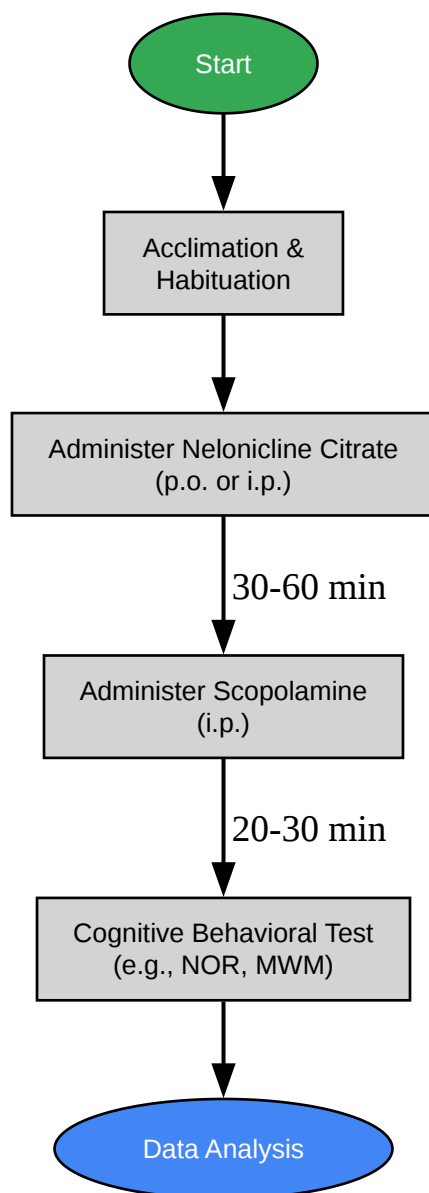 Start
Acclimation &
Habituation
Administer Nelonicline Citrate
(p.o. or i.p.)
30-60 min
Administer Scopolamine
(i.p.)
20-30 min
Cognitive Behavioral Test
(e.g., NOR, MWM)
Data Analysis